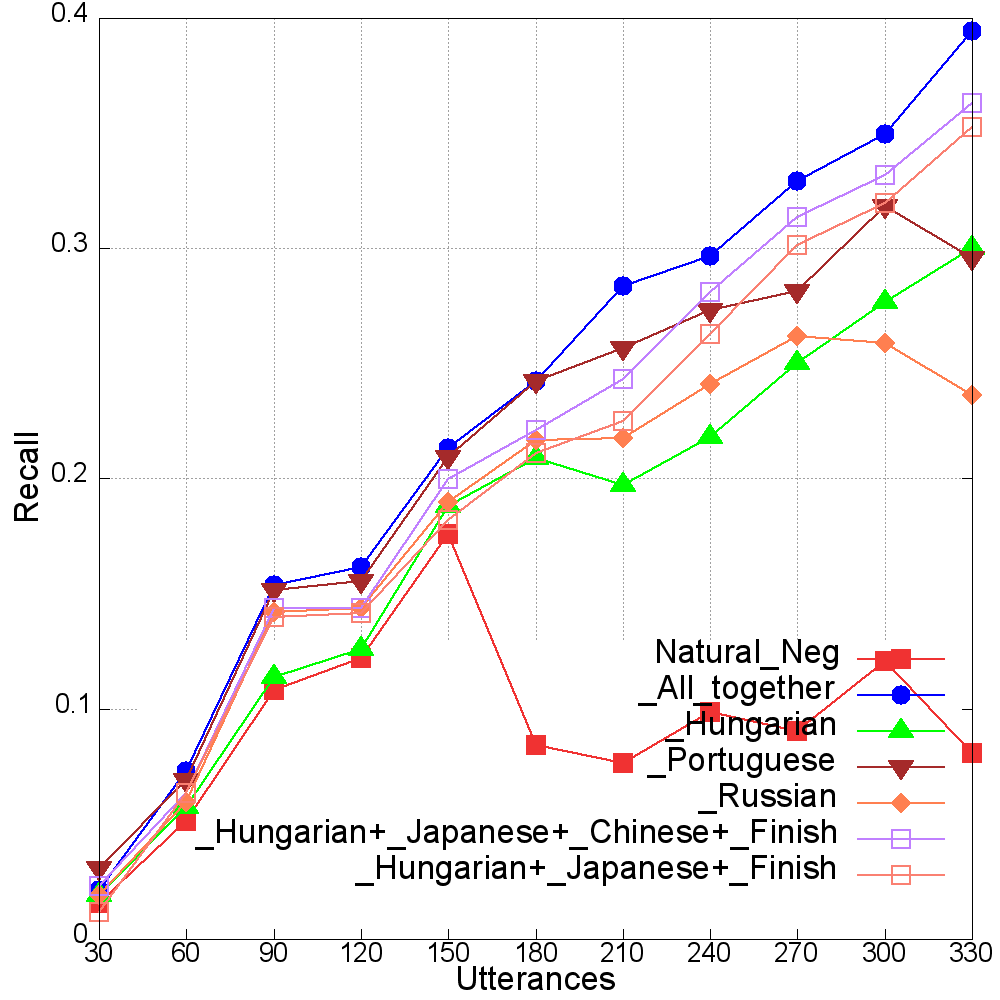 0.4
0.3
0.2
0.1
0
Recall
30 60 90 120 150 180 210 240 270 300 330
Utterances
Natural_Neg
_All_together
_Hungarian
_Portuguese
_Russian
_Hungarian+_Japanese+_Chinese+_Finish
_Hungarian+_Japanese+_Finish